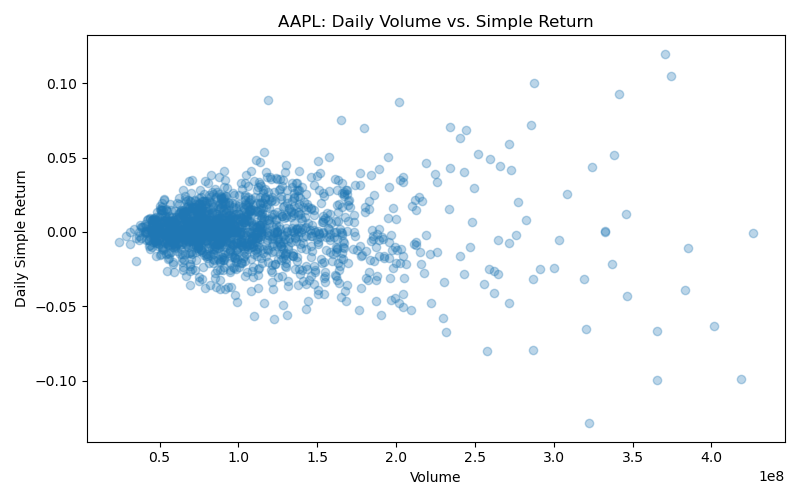 AAPL: Daily Volume vs. Simple Return
Daily Simple Return
0.10
0.05
0.00
−0.05
−0.10
0.5 1.0 1.5 2.0 2.5 3.0 3.5 4.0
1e8
Volume